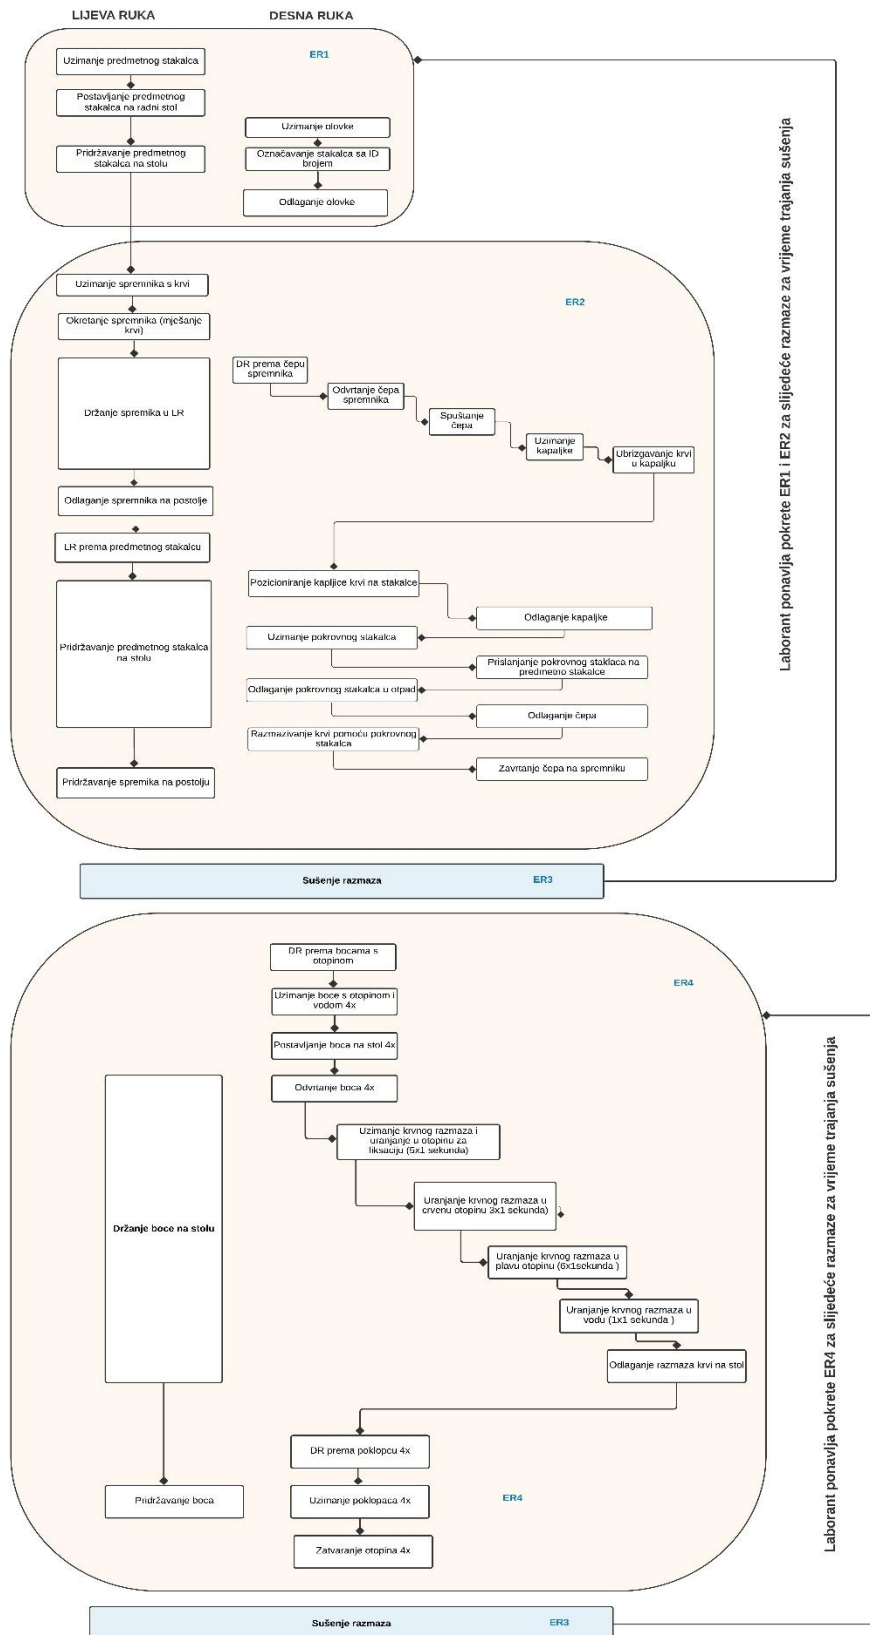 LIJEVA RUKA
DESNA RUKA
ER1
Uzimanje predmetnog stakalca
Postavljanje predmetnog
stakalca na radni stol
Pridržavanje predmetnog
stakalca na stolu
Uzimanje olovke
Označavanje stakalca sa ID
brojem
Odlaganje olovke
Laborant ponavlja pokrete ER1 i ER2 za slijedeće razmaze za vrijeme trajanja sušenja
ER2
Uzimanje spremnika s krvi
Okretanje spremnika (mješanje
krvi)
Držanje spremika u LR
DR prema čepu
spremnika
Odvrtanje čepa
spremnika
Spuštanje
čepa
Uzimanje
kapaljke
Ubrizgavanje krvi
u kapaljku
Odlaganje spremnika na postolje
LR prema predmetnog stakalcu
Pridržavanje predmetnog stakalca
na stolu
Pozicioniranje kapljice krvi na stakalce
Odlaganje kapaljke
Uzimanje pokrovnog stakalca
Prislanjanje pokrovnog staklaca na
predmetno stakalce
Odlaganje pokrovnog stakalca u otpad
Odlaganje čepa
Razmazivanje krvi pomoću pokrovnog
stakalca
Zavrtanje čepa na spremniku
Pridržavanje spremika na postolju
Sušenje razmaza
ER3
ER4
DR prema bocama s
otopinom
Uzimanje boce s otopinom i
vodom 4x
Postavljanje boca na stol 4x
Odvrtanje boca 4x
Držanje boce na stolu
Uzimanje krvnog razmaza i
uranjanje u otopinu za
fiksaciju (5x1 sekunda)
Uranjanje krvnog razmaza u
crvenu otopinu 3x1 sekunda)
Uranjanje krvnog razmaza u
plavu otopinu (6x1sekunda )
Uranjanje krvnog razmaza u
vodu (1x1 sekunda )
Odlaganje razmaza krvi na stol
Laborant ponavlja pokrete ER4 za slijedeće razmaze za vrijeme trajanja sušenja
DR prema poklopcu 4x
Pridržavanje boca
Uzimanje poklopaca 4x
ER4
Zatvaranje otopina 4x
Sušenje razmaza
ER3